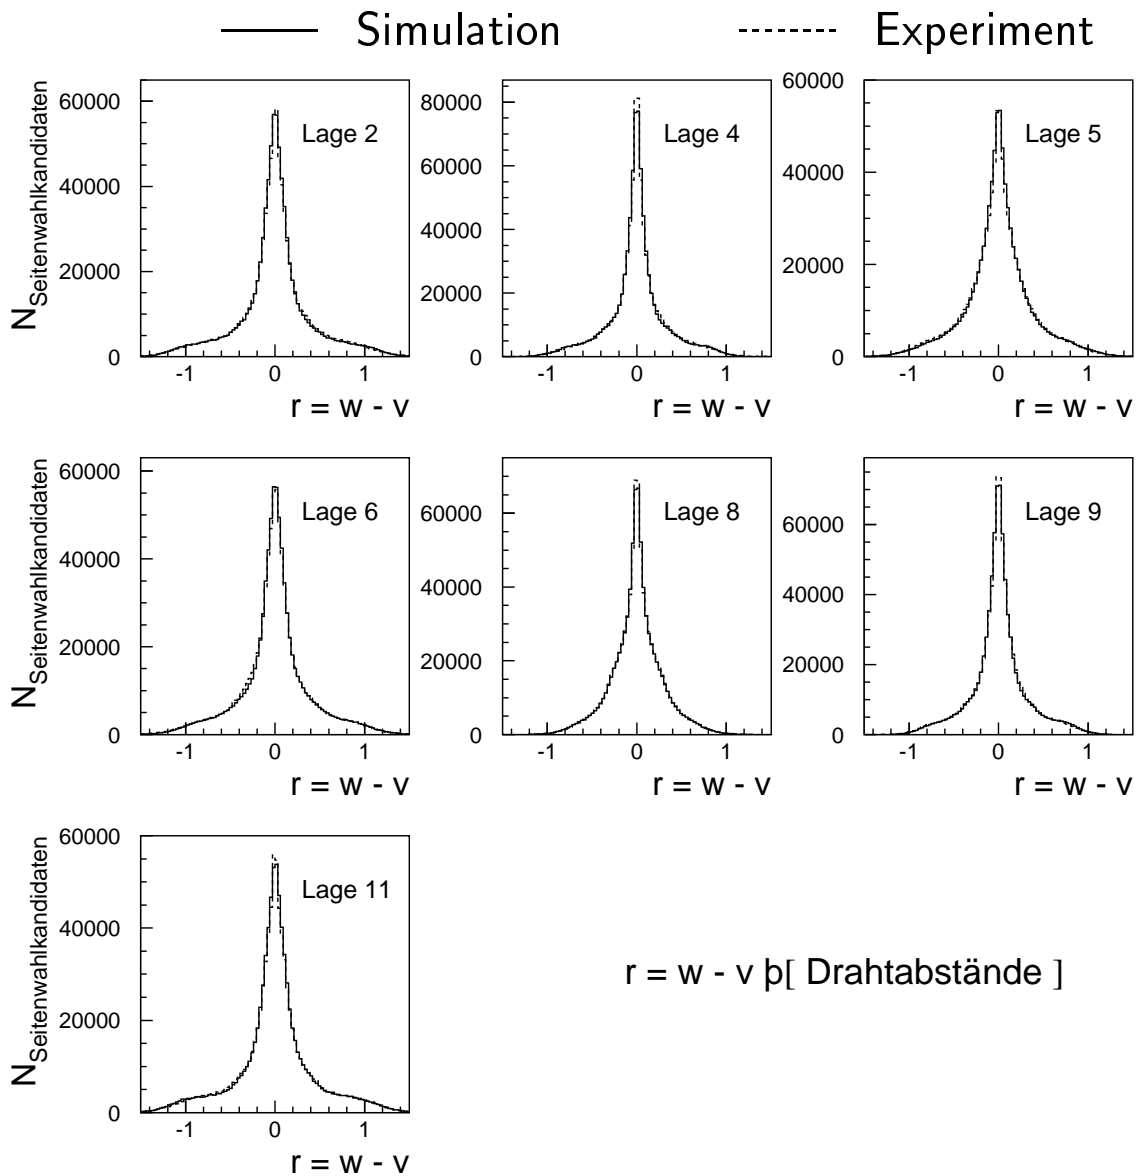 Simulation Experiment
N Seitenwahlkandidaten
60000
40000
20000
0
Lage 2
-1 0 1
r = w - v
80000
60000
40000
20000
0
Lage 4
-1 0 1
r = w - v
60000
40000
20000
0
Lage 5
-1 0 1
r = w - v
N Seitenwahlkandidaten
60000
40000
20000
0
Lage 6
-1 0 1
r = w - v
60000
40000
20000
0
Lage 8
-1 0 1
r = w - v
60000
40000
20000
0
Lage 9
-1 0 1
r = w - v
N Seitenwahlkandidaten
60000
40000
20000
0
Lage 11
-1 0 1
r = w - v
r = w - v þ[ Drahtabstände ]